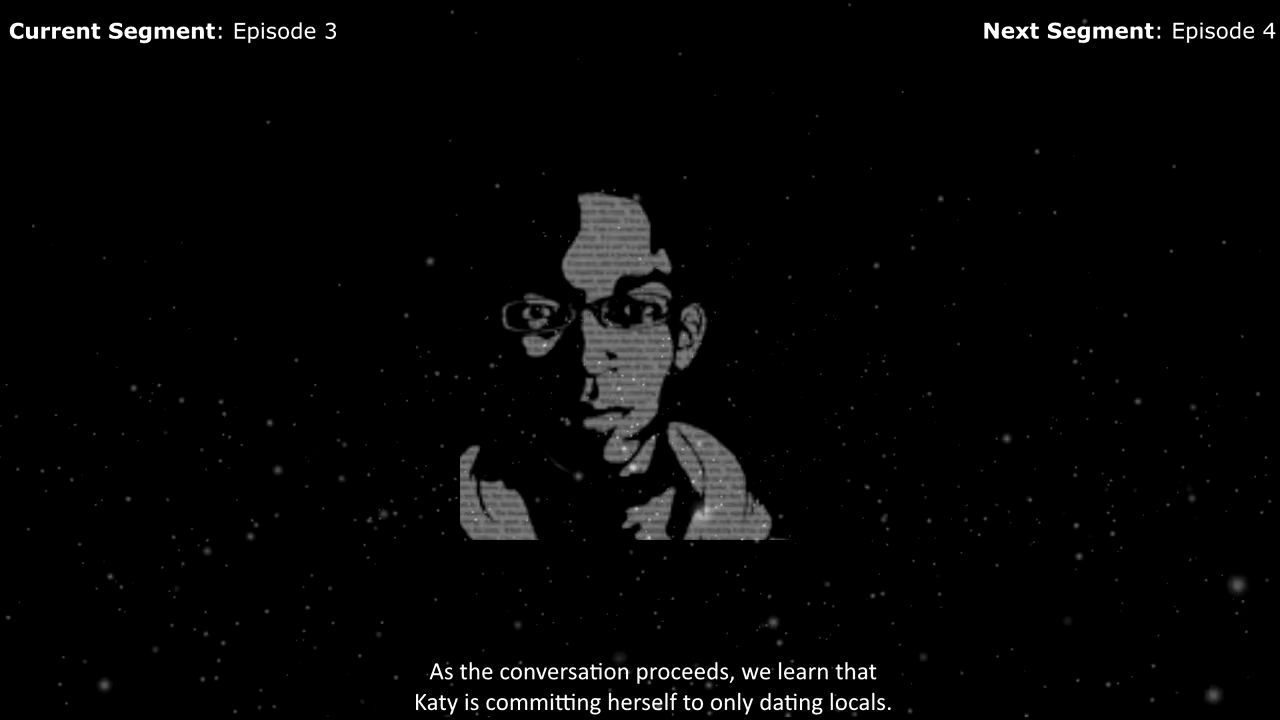 Current Segment: Episode 3
Next Segment: Episode 4
As the conversation proceeds, we learn that
Katy is committing herself to only dating locals.